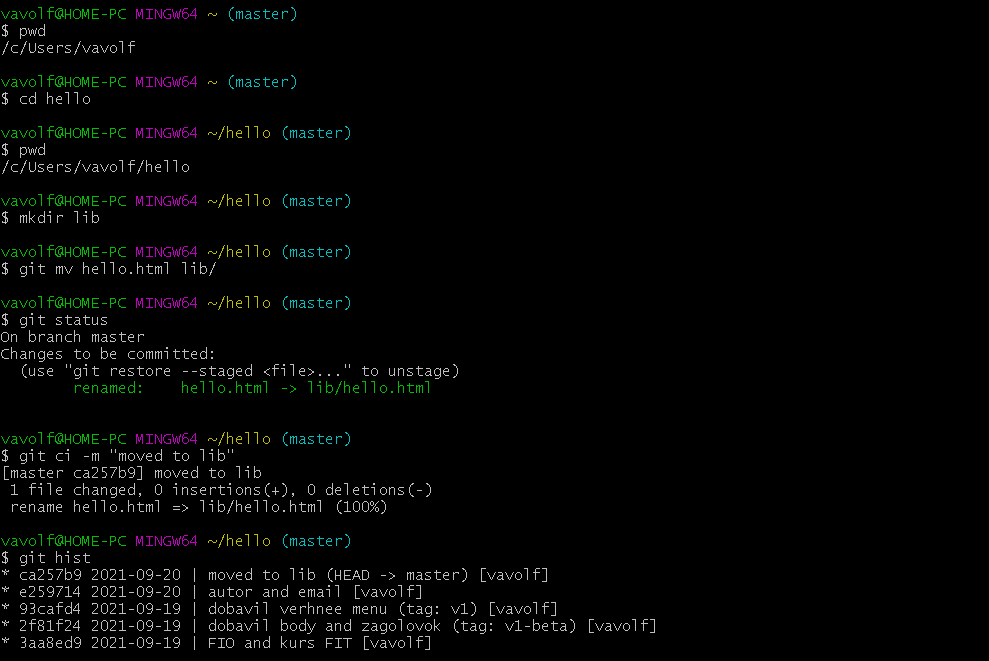 vavolf@HOME-PC MINGW64 ~ (master)
$ pwd
/c/Users/vavolf

vavolf@HOME-PC MINGW64 ~ (master)
$ cd hello

vavolf@HOME-PC MINGW64 ~/hello (master)
$ pwd
/c/Users/vavolf/hello

vavolf@HOME-PC MINGW64 ~/hello (master)
$ mkdir lib

vavolf@HOME-PC MINGW64 ~/hello (master)
$ git mv hello.html lib/

vavolf@HOME-PC MINGW64 ~/hello (master)
$ git status
On branch master
Changes to be committed:
  (use "git restore --staged <file>..." to unstage)
        renamed:    hello.html -> lib/hello.html


vavolf@HOME-PC MINGW64 ~/hello (master)
$ git ci -m "moved to lib"
[master ca257b9] moved to lib
 1 file changed, 0 insertions(+), 0 deletions(-)
 rename hello.html => lib/hello.html (100%)

vavolf@HOME-PC MINGW64 ~/hello (master)
$ git hist
* ca257b9 2021-09-20 | moved to lib (HEAD -> master) [vavolf]
* e259714 2021-09-20 | autor and email [vavolf]
* 93cafd4 2021-09-19 | dobavil verhnee menu (tag: v1) [vavolf]
* 2f81f24 2021-09-19 | dobavil body and zagolovok (tag: v1-beta) [vavolf]
* 3aa8ed9 2021-09-19 | FIO and kurs FIT [vavolf]